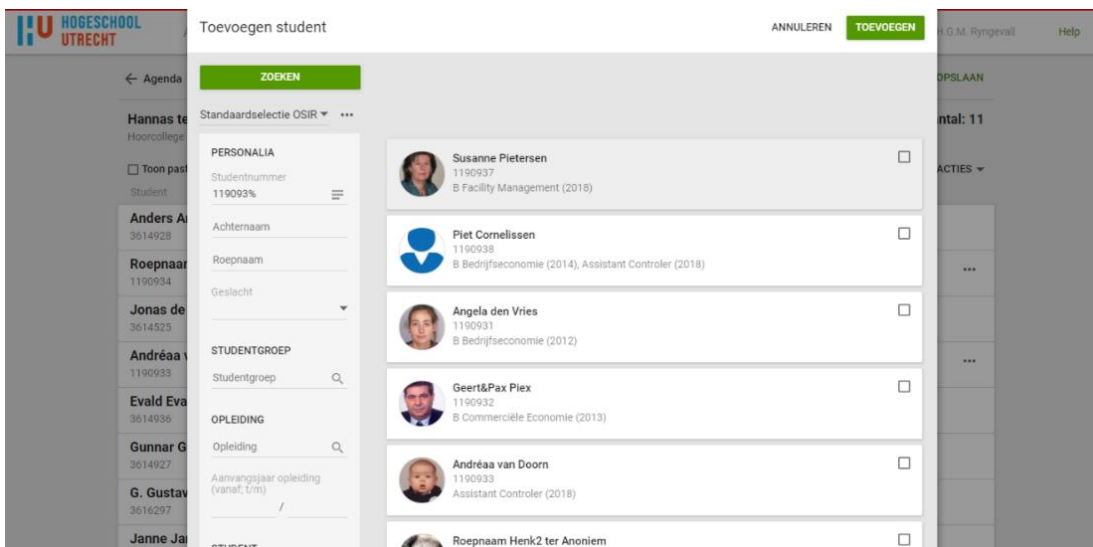 HOGESCHOOL
UTRECHT
Toevoegen student
ANNULEREN
TOEVOEGEN
H.G.M. Ryngevall
Help
← Agenda
ZOEKEN
OPSLAAN
Standaardselectie OSIR
Hannas te
Hoorcollege
ntal: 11
Toon pas
ACTIES
Student
PERSONALIA
Studentnummer
119093%
Achternaam
Roepnaam
Geslacht
STUDENTGROEP
Studentgroep
OPLEIDING
Opleiding
Aanvangsjaar opleiding
(vanaf; t/m)
/
Susanne Pietersen
1190937
B Facility Management (2018)
Piet Cornelissen
1190938
B Bedrijfseconomie (2014), Assistant Controler (2018)
Angela den Vries
1190931
B Bedrijfseconomie (2012)
Geert&Pax Piex
1190932
B Commerciële Economie (2013)
Andréaa van Doorn
1190933
Assistant Controler (2018)
Roepnaam Henk2 ter Anoniem
Anders A
3614928
Roepnaar
1190934
Jonas de
3614525
Andréaa
1190933
Evald Eva
3614936
Gunnar G
3614927
G. Gustav
3616297
Janne Ja